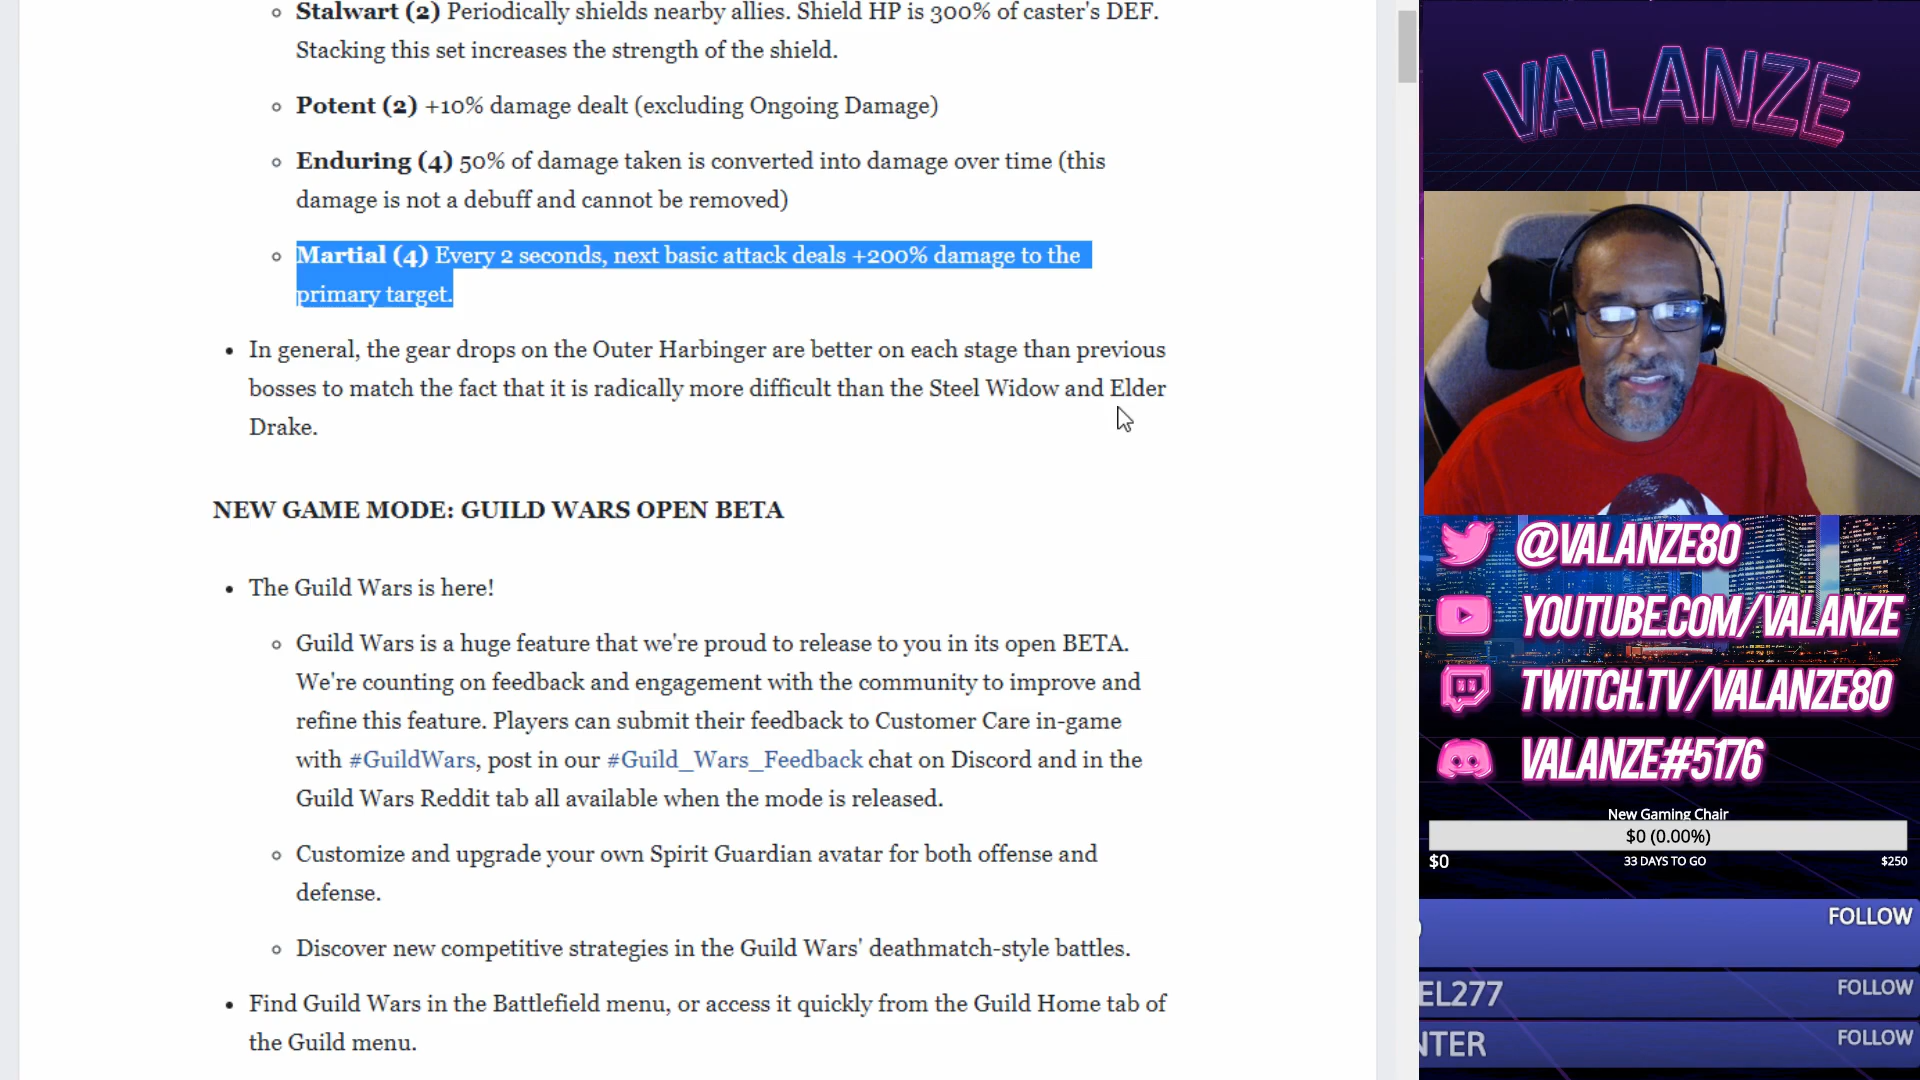 Stalwart (2) Periodically shields nearby allies. Shield HP is 300% of caster's DEF.
Stacking this set increases the strength of the shield.
Potent (2) +10% damage dealt (excluding Ongoing Damage)
Enduring (4) 50% of damage taken is converted into damage over time (this
damage is not a debuff and cannot be removed)
Martial (4) Every 2 seconds, next basic attack deals +200% damage to the
primary target.
In general, the gear drops on the Outer Harbinger are better on each stage than previous
bosses to match the fact that it is radically more difficult than the Steel Widow and Elder
Drake.
NEW GAME MODE: GUILD WARS OPEN BETA
The Guild Wars is here!
Guild Wars is a huge feature that we're proud to release to you in its open BETA.
We're counting on feedback and engagement with the community to improve and
refine this feature. Players can submit their feedback to Customer Care in-game
with #GuildWars, post in our #Guild_Wars_Feedback chat on Discord and in the
Guild Wars Reddit tab all available when the mode is released.
Customize and upgrade your own Spirit Guardian avatar for both offense and
defense.
Discover new competitive strategies in the Guild Wars' deathmatch-style battles.
Find Guild Wars in the Battlefield menu, or access it quickly from the Guild Home tab of
the Guild menu.
VALANZE
@VALANZE80
YOUTUBE.COM/VALANZE
TWITCH.TV/VALANZE80
VALANZE#5176
New Gaming Chair
$0 (0.00%)
$0 33 DAYS TO GO $250
FOLLOW
EL277 FOLLOW
NTER FOLLOW